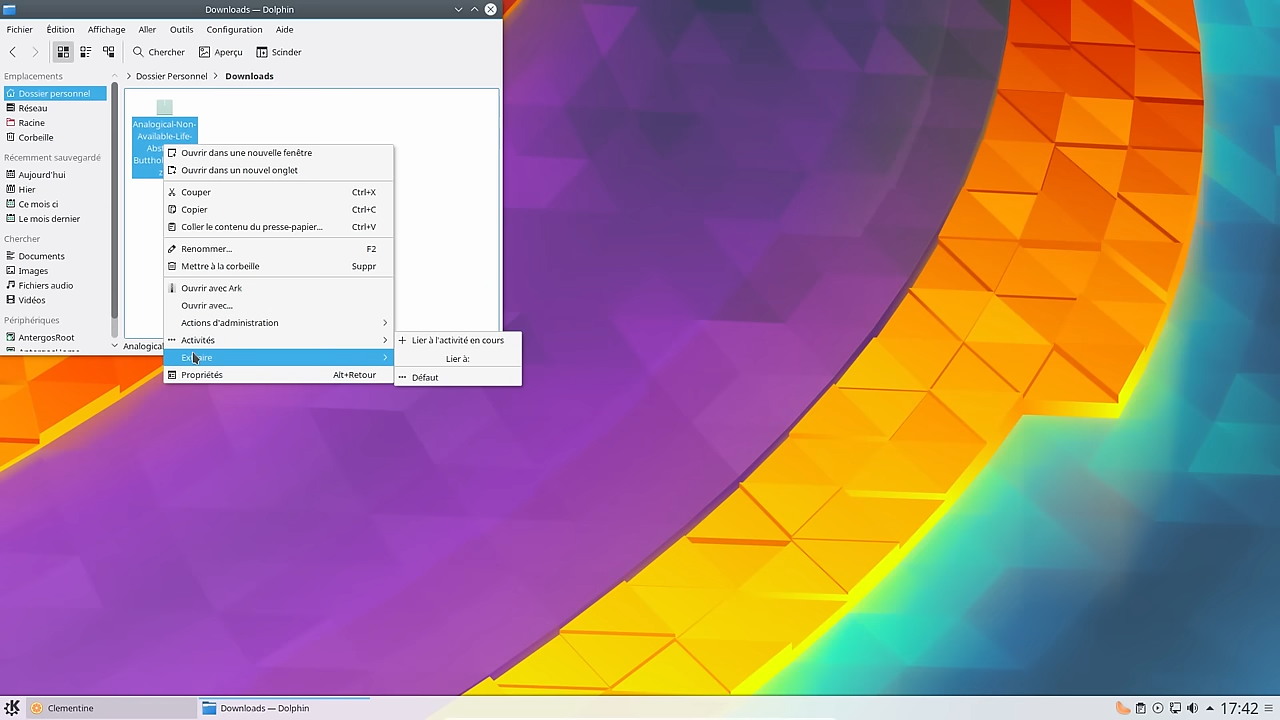 Downloads — Dolphin
Fichier Édition Affichage Aller Outils Configuration Aide
Chercher Aperçu Scinder
Emplacements
Dossier personnel
Réseau
Racine
Corbeille
Récemment sauvegardé
Aujourd'hui
Hier
Ce mois ci
Le mois dernier
Chercher
Documents
Images
Fichiers audio
Vidéos
Périphériques
AntergosRoot
Dossier Personnel Downloads
Analogical-Non-
Available-Life-
Ouvrir dans une nouvelle fenêtre
Ouvrir dans un nouvel onglet
Couper Ctrl+X
Copier Ctrl+C
Coller le contenu du presse-papier... Ctrl+V
Renommer... F2
Mettre à la corbeille Suppr
Ouvrir avec Ark
Ouvrir avec...
Actions d'administration
Activités
Extraire
Propriétés Alt+Retour
Lier à l'activité en cours
Lier à:
Défaut
Clementine
Downloads — Dolphin
17:42